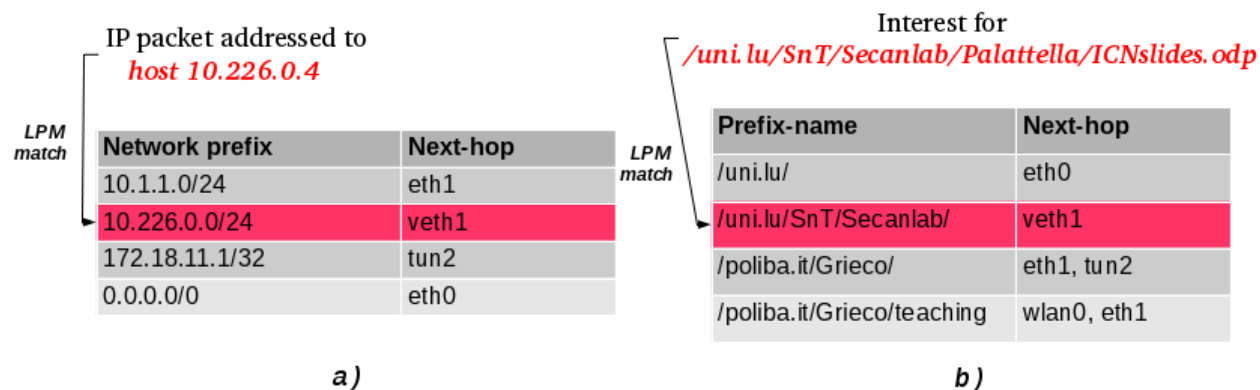 IP packet addressed to
host 10.226.0.4
LPM
match
Network prefix Next-hop
10.1.1.0/24 eth1
10.226.0.0/24 veth1
172.18.11.1/32 tun2
0.0.0.0/0 eth0
a)
Interest for
/uni.lu/SnT/Secanlab/Palattella/ICNslides.odp
LPM
match
Prefix-name Next-hop
/uni.lu/ eth0
/uni.lu/SnT/Secanlab/ veth1
/poliba.it/Grieco/ eth1, tun2
/poliba.it/Grieco/teaching wlan0, eth1
b)